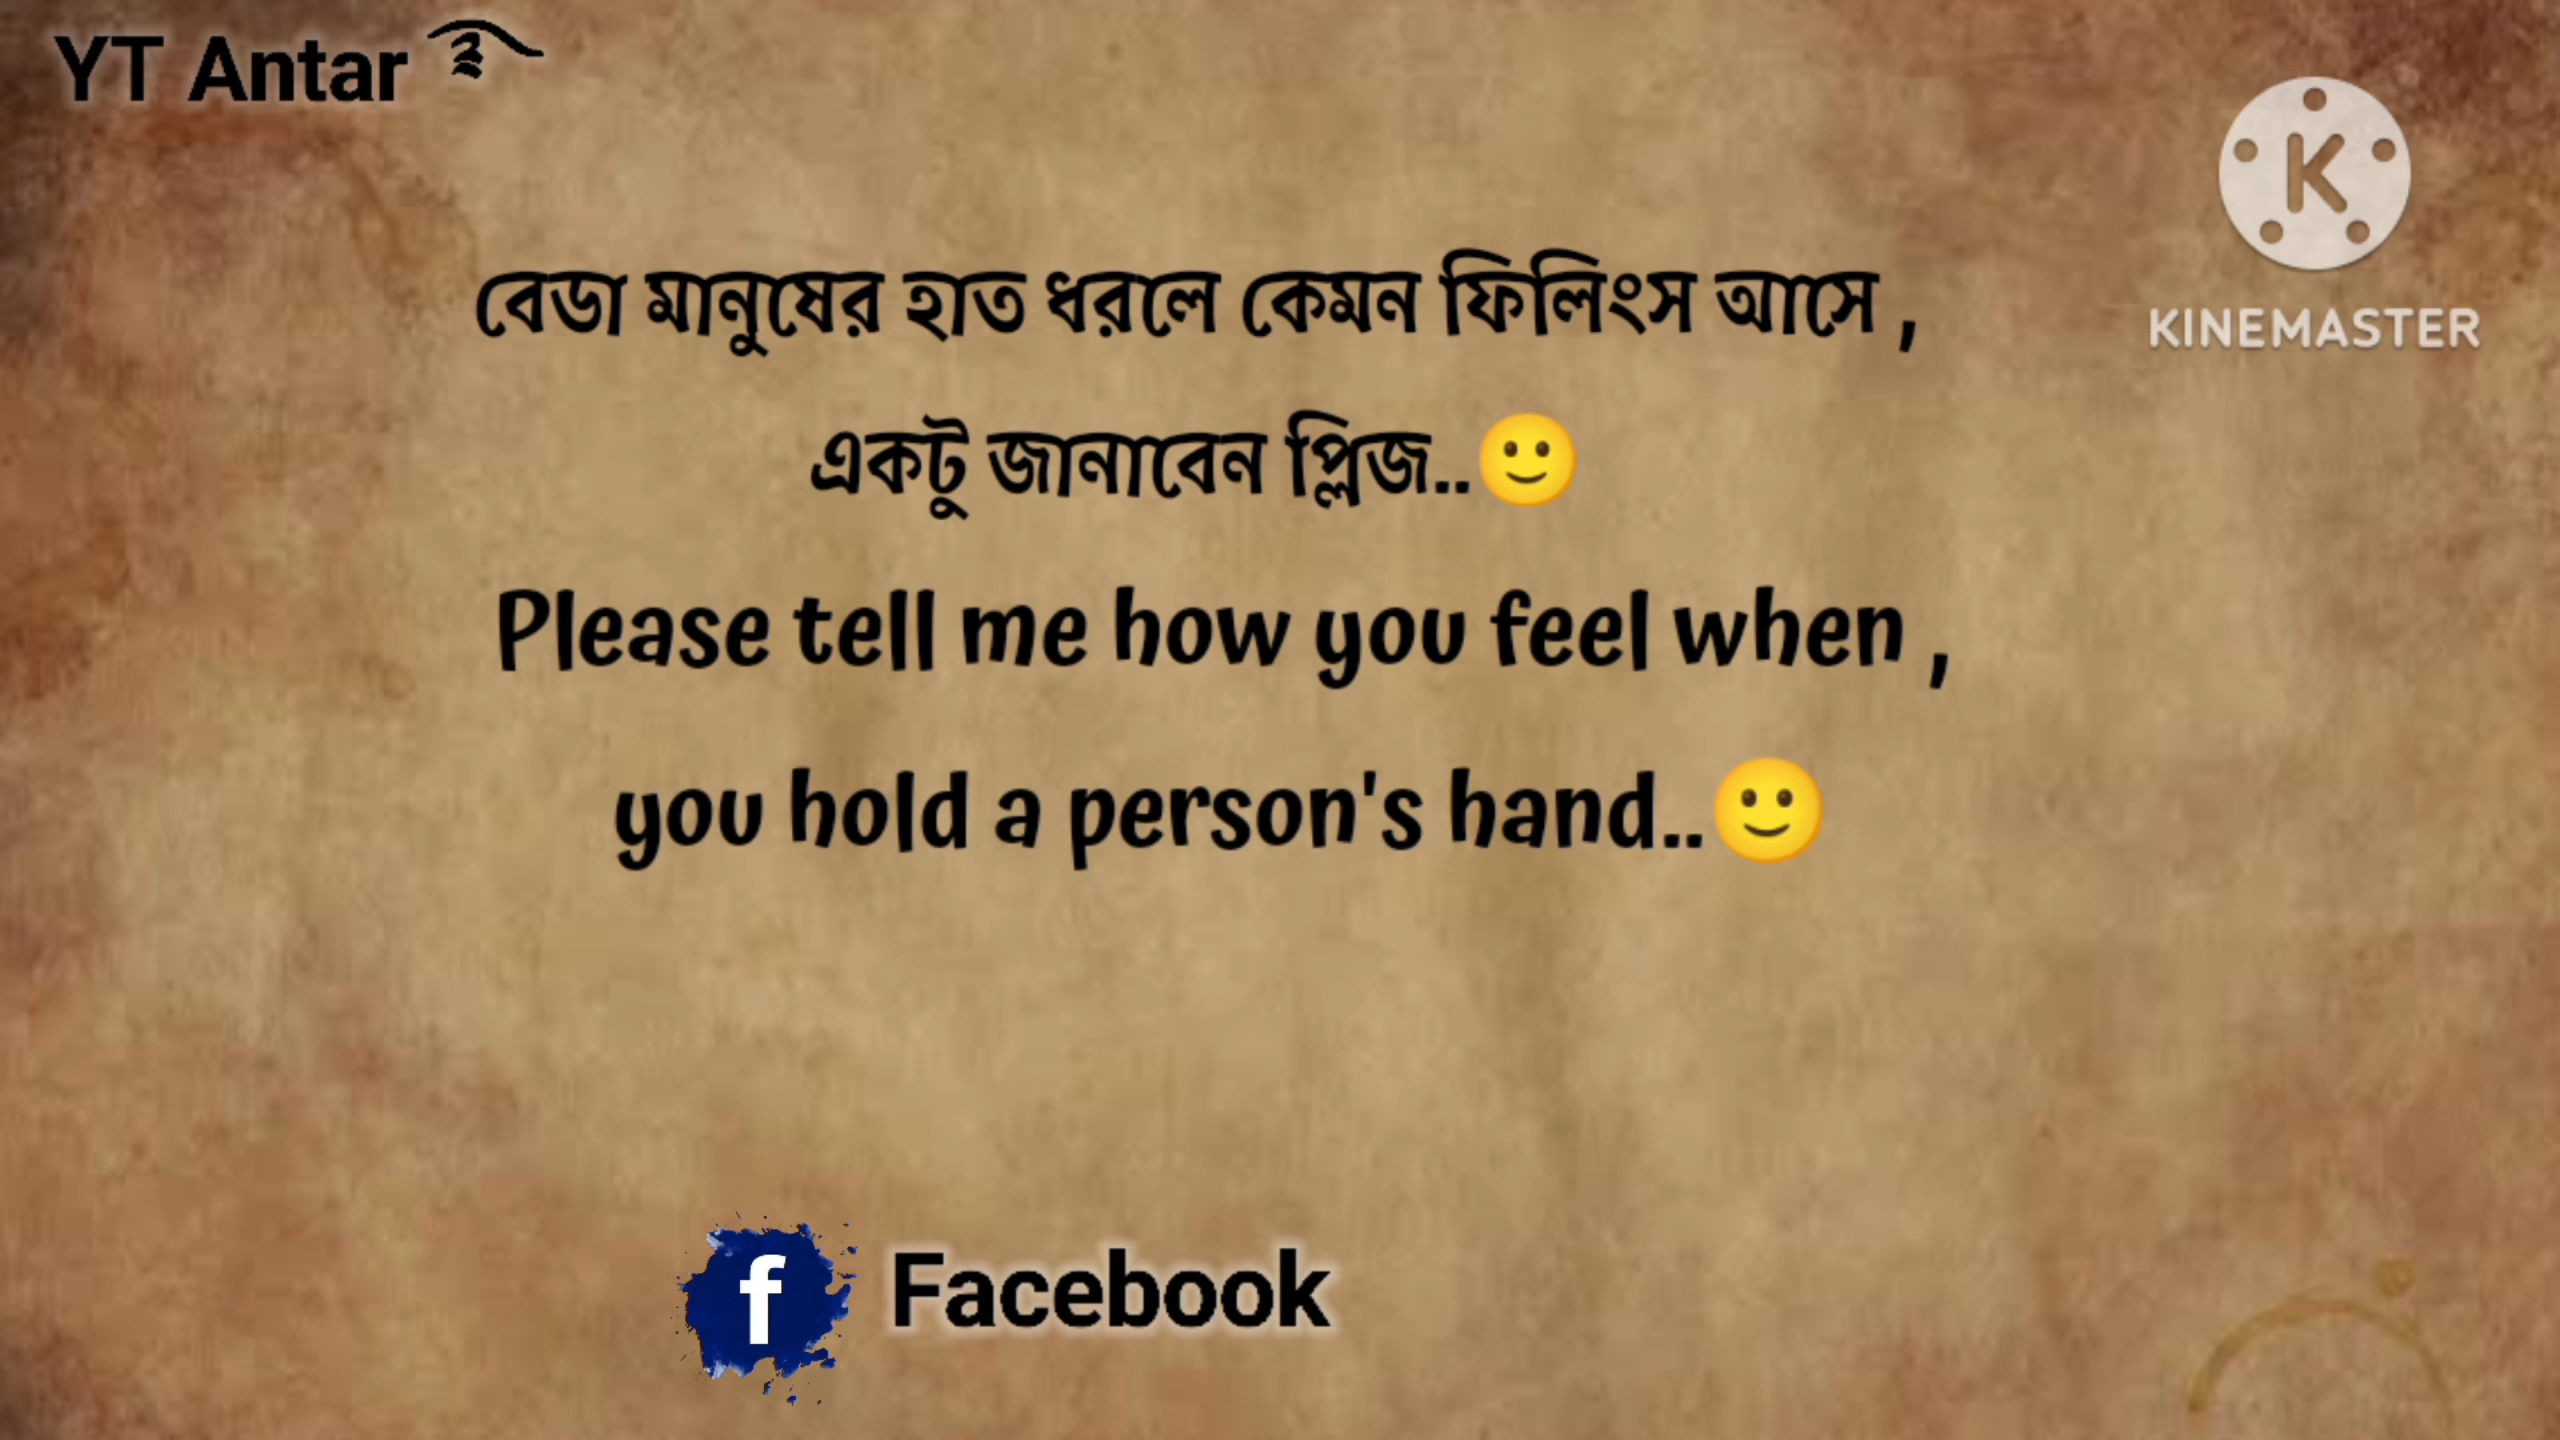 YT Antar ࿐
K
KINEMASTER
বেডা মানুষের হাত ধরলে কেমন ফিলিংস আসে ,
একটু জানাবেন প্লিজ..🙂
Please tell me how you feel when ,
you hold a person's hand..🙂
f Facebook